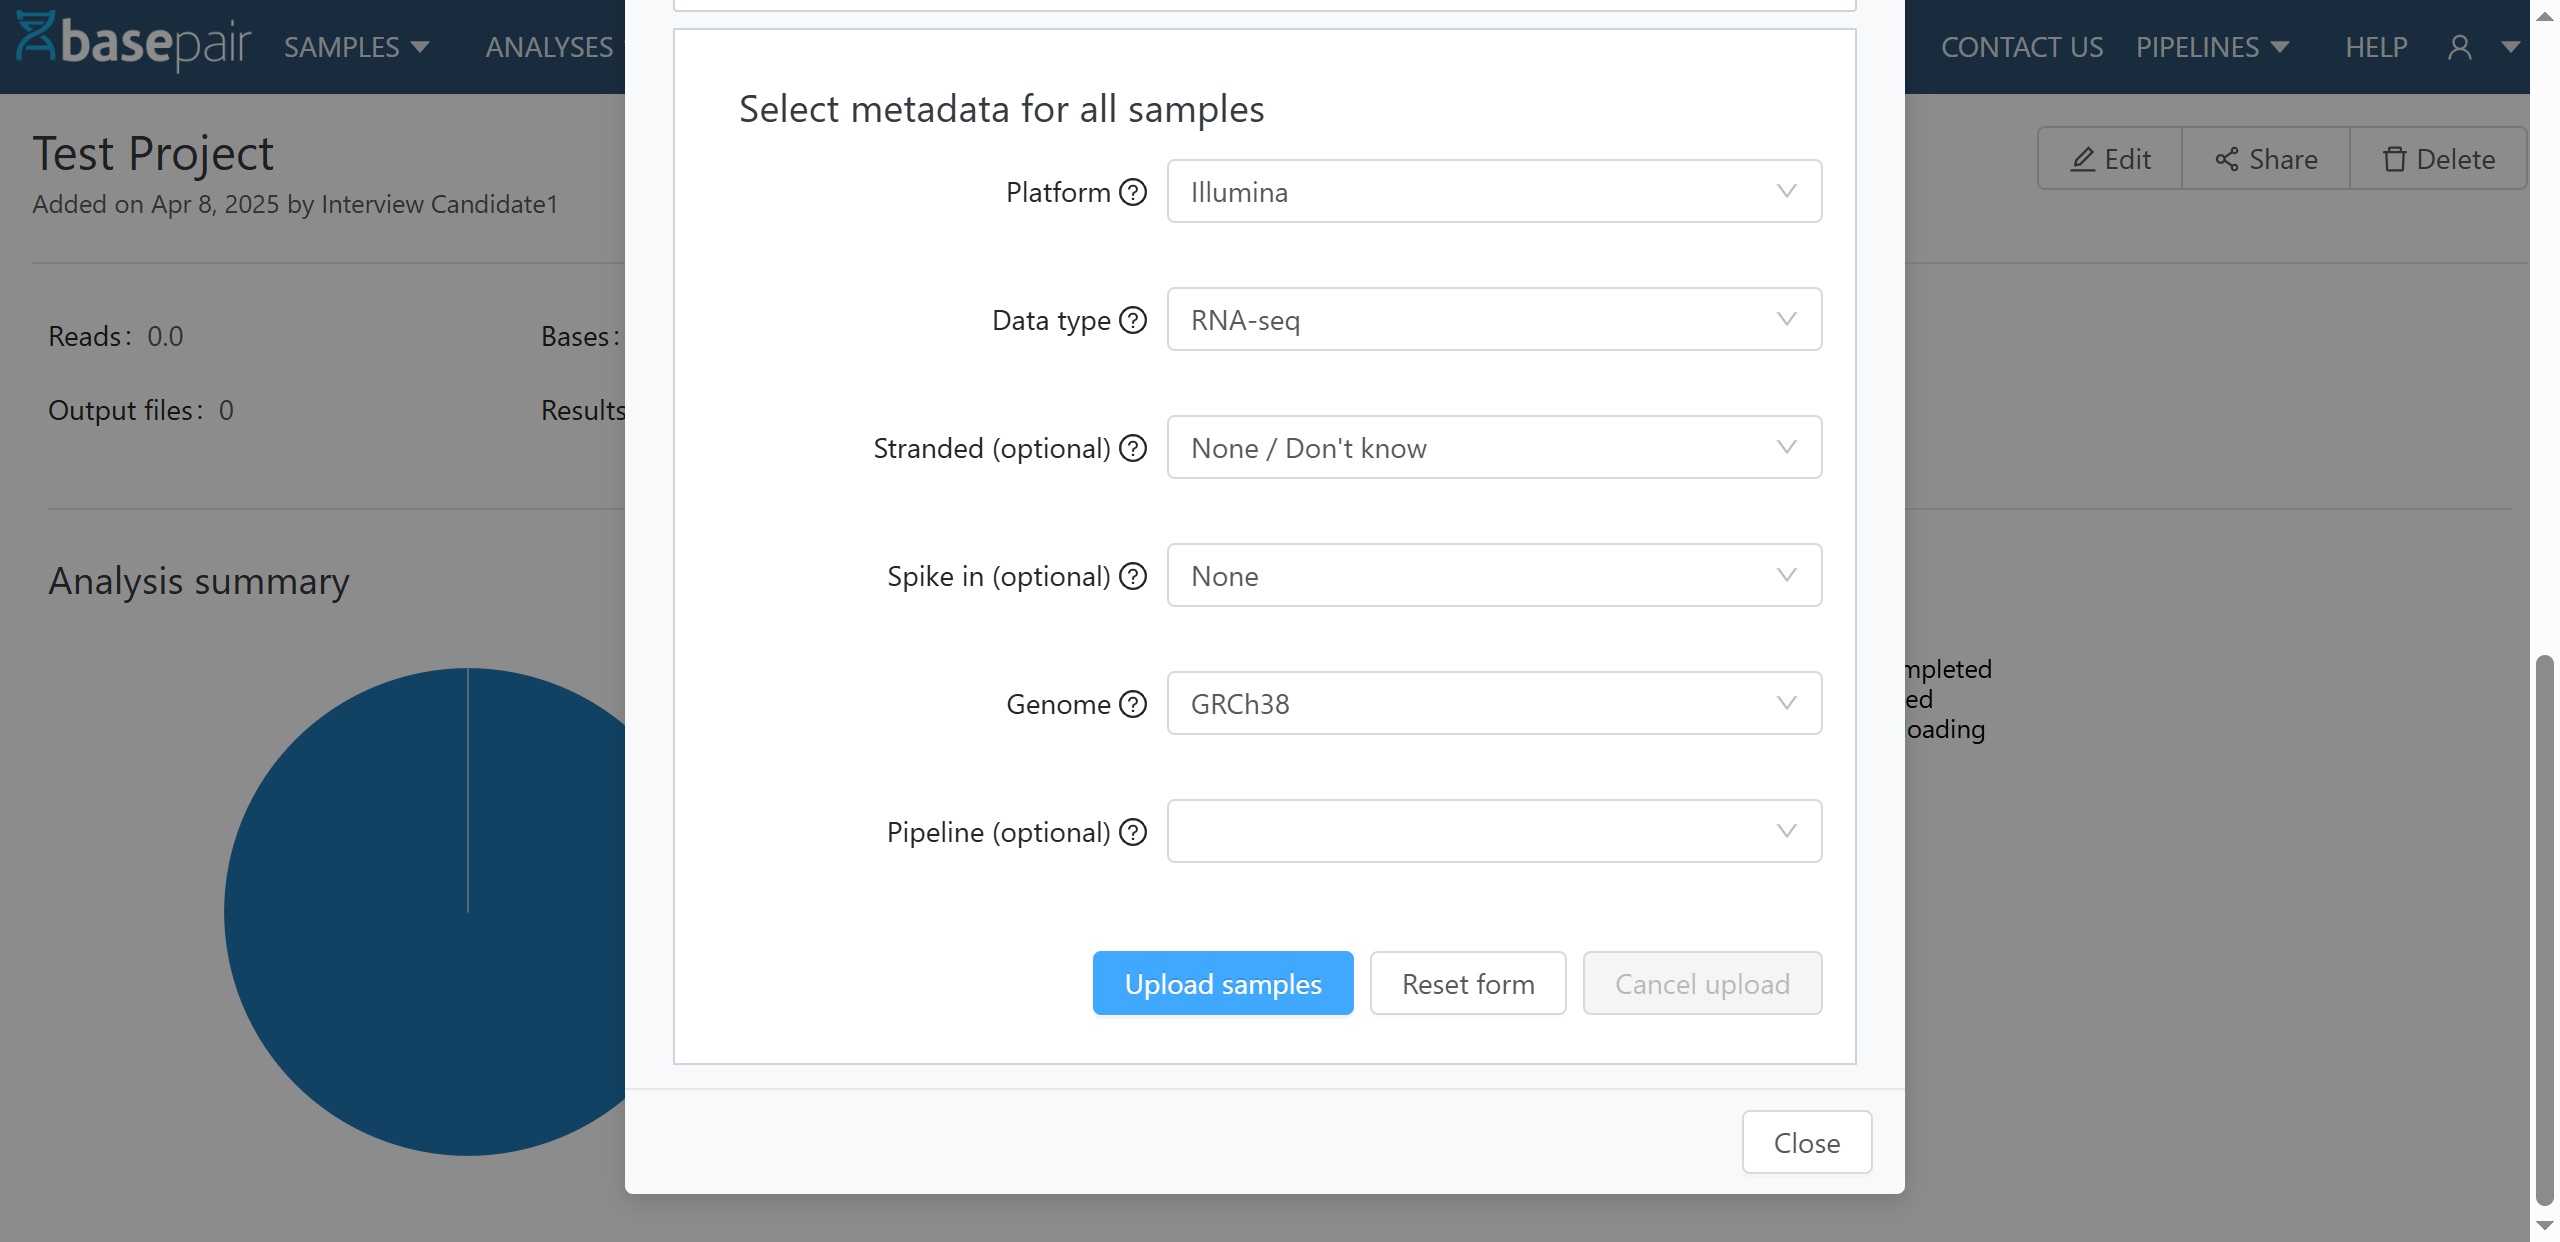 basepair SAMPLES ANALYSES CONTACT US PIPELINES HELP
Test Project
Edit Share Delete
Added on Apr 8, 2025 by Interview Candidate1
Reads: 0.0 Bases:
Output files: 0 Results
Analysis summary
mpleted
ed
oading
Select metadata for all samples
Platform ? Illumina
Data type ? RNA-seq
Stranded (optional) ? None / Don't know
Spike in (optional) ? None
Genome ? GRCh38
Pipeline (optional) ?
Upload samples Reset form Cancel upload
Close